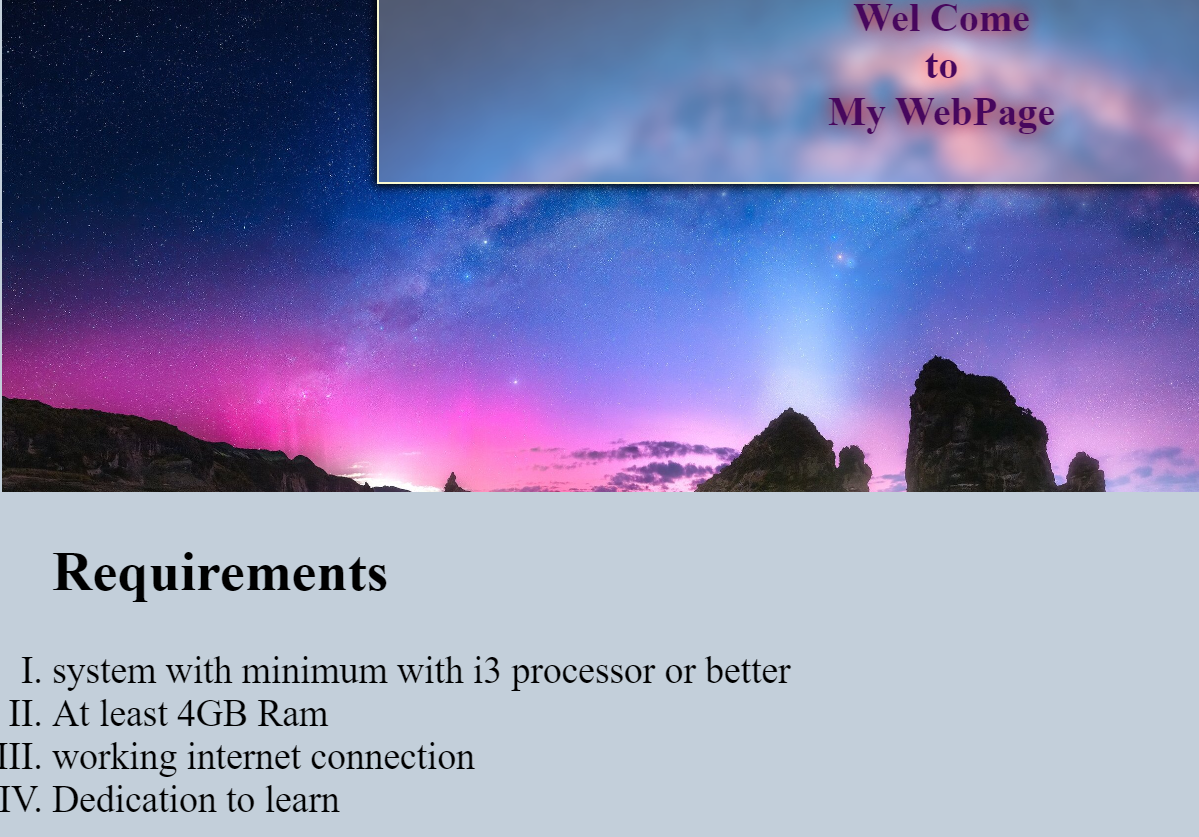 Wel Come
to
My WebPage
Requirements
I. system with minimum with i3 processor or better
II. At least 4GB Ram
III. working internet connection
IV. Dedication to learn